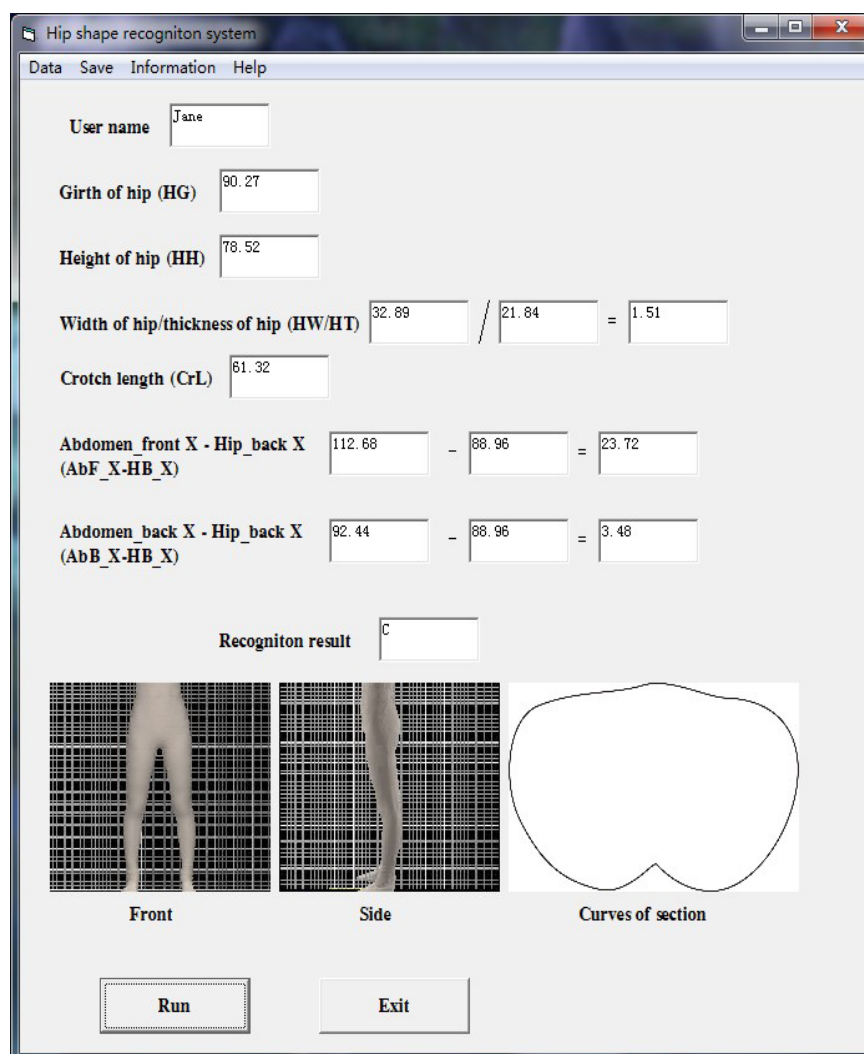 Hip shape recogniton system
Data Save Information Help
User name Jane
Girth of hip (HG) 90.27
Height of hip (HH) 78.52
Width of hip/thickness of hip (HW/HT) 32.89 / 21.84 = 1.51
Crotch length (CrL) 61.32
Abdomen_front X - Hip_back X 112.68 - 88.96 = 23.72
(AbF_X-HB_X)
Abdomen_back X - Hip_back X 92.44 - 88.96 = 3.48
(AbB_X-HB_X)
Recogniton result C
Front Side Curves of section
Run Exit